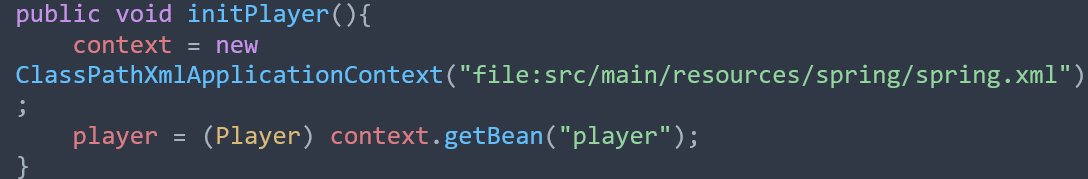 public void initPlayer(){
    context = new
ClassPathXmlApplicationContext("file:src/main/resources/spring/spring.xml")
;
    player = (Player) context.getBean("player");
}